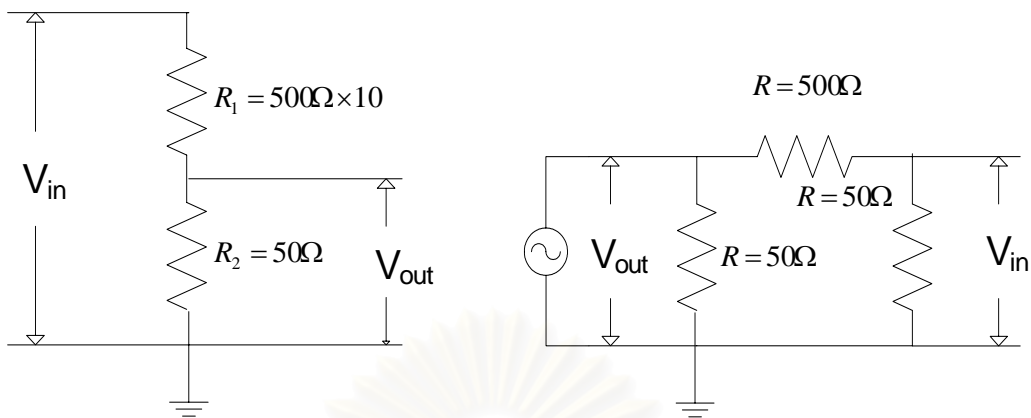 V_in
R_1 = 500Ω×10
R_2 = 50Ω
V_out
R = 500Ω
V_out
R = 50Ω
R = 50Ω
V_in